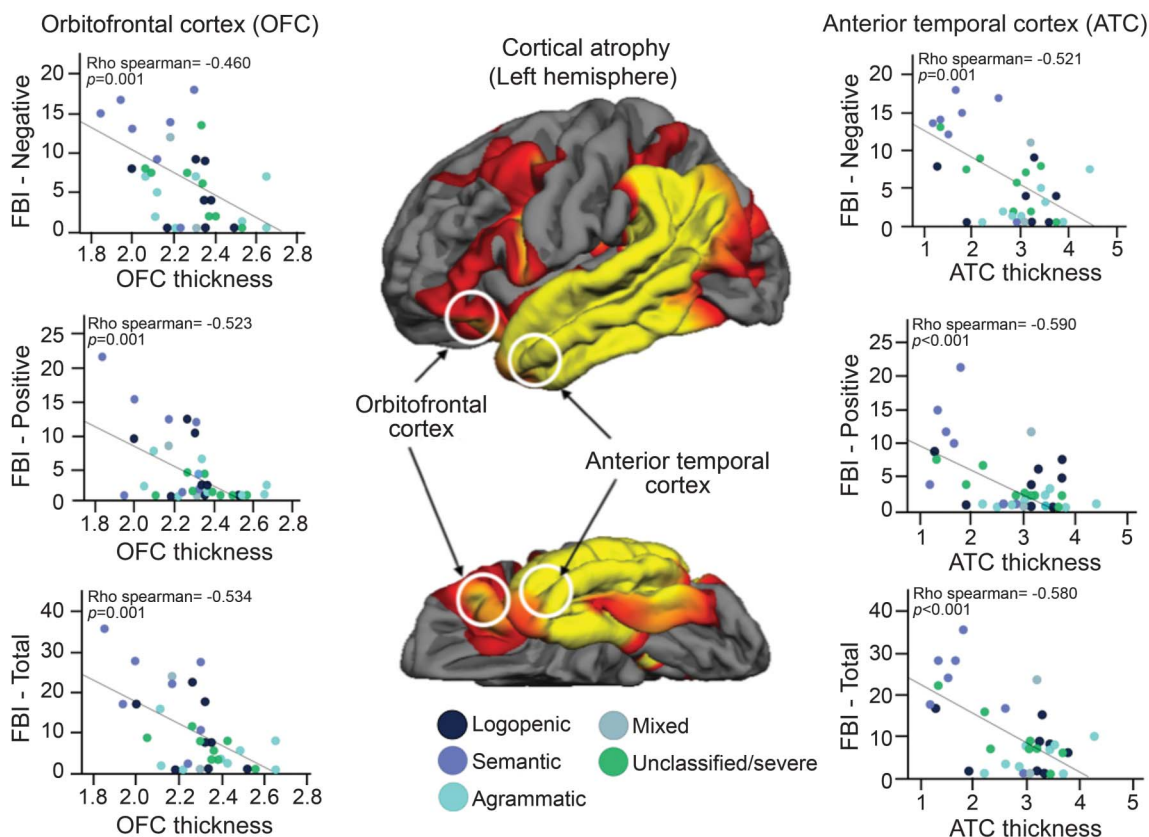 Orbitofrontal cortex (OFC)
Rho spearman= -0.460
p=0.001
FBI - Negative
20
15
10
5
0
1.8 2.0 2.2 2.4 2.6 2.8
OFC thickness
Rho spearman= -0.523
p=0.001
FBI - Positive
25
20
15
10
5
0
1.8 2.0 2.2 2.4 2.6 2.8
OFC thickness
Rho spearman= -0.534
p=0.001
FBI - Total
40
30
20
10
0
1.8 2.0 2.2 2.4 2.6 2.8
OFC thickness
Cortical atrophy
(Left hemisphere)
Orbitofrontal
cortex
Anterior temporal
cortex
Logopenic
Semantic
Agrammatic
Mixed
Unclassified/severe
Anterior temporal cortex (ATC)
Rho spearman= -0.521
p=0.001
FBI - Negative
20
15
10
5
0
1 2 3 4 5
ATC thickness
Rho spearman= -0.590
p<0.001
FBI - Positive
25
20
15
10
5
0
1 2 3 4 5
ATC thickness
Rho spearman= -0.580
p<0.001
FBI - Total
40
30
20
10
0
1 2 3 4 5
ATC thickness